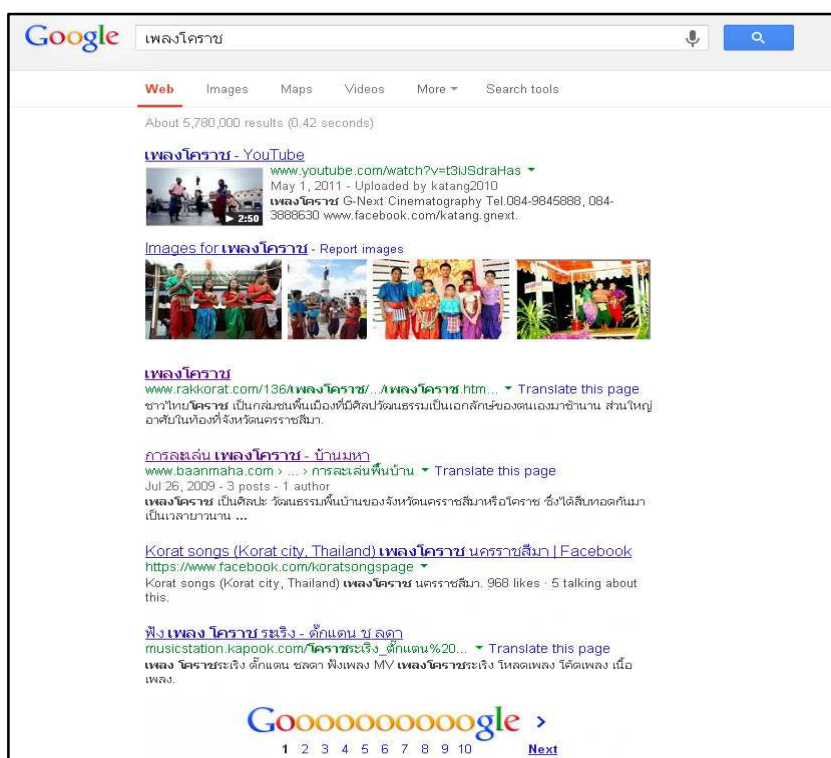 Google เพลงโคราช
Web Images Maps Videos More Search tools
About 5,780,000 results (0.42 seconds)
เพลงโคราช - YouTube
www.youtube.com/watch?v=t3iJSdraHas
May 1, 2011 - Uploaded by katang2010
เพลงโคราช G-Next Cinematography Tel.084-9845888, 084-
3888630 www.facebook.com/katang.gnext.
2:50
Images for เพลงโคราช - Report images
เพลงโคราช
www.rakkorat.com/136/เพลงโคราช/.../เพลงโคราช.htm... Translate this page
ชาวไทยโคราช เป็นกลุ่มชนพื้นเมืองที่มีศิลปวัฒนธรรมเป็นเอกลักษ์ของตนเองมาช้านาน ส่วนใหญ่
อาศัยในท้องที่จังหวัดนครราชสีมา.
การละเล่น เพลงโคราช - บ้านมหา
www.baanmaha.com › ... › การละเล่นพื้นบ้าน Translate this page
Jul 26, 2009 - 3 posts - 1 author
เพลงโคราช เป็นศิลปะ วัฒนธรรมพื้นบ้านของจังหวัดนครราชสีมาหรือโคราช ซึ่งได้สืบทอดกันมา
เป็นเวลายาวนาน ...
Korat songs (Korat city, Thailand) เพลงโคราช นครราชสีมา | Facebook
https://www.facebook.com/koratsongspage
Korat songs (Korat city, Thailand) เพลงโคราช นครราชสีมา. 968 likes · 5 talking about
this.
ฟัง เพลง โคราช ระเริง - ตั๊กแตน ช ลดา
musicstation.kapook.com/โคราชระเริง_ตั๊กแตน%20... Translate this page
เพลง โคราชระเริง ตั๊กแตน ชลดา ฟังเพลง MV เพลงโคราชระเริง โหลดเพลง โค้ดเพลง เนื้อ
เพลง.
Goooooooooogle >
1 2 3 4 5 6 7 8 9 10 Next